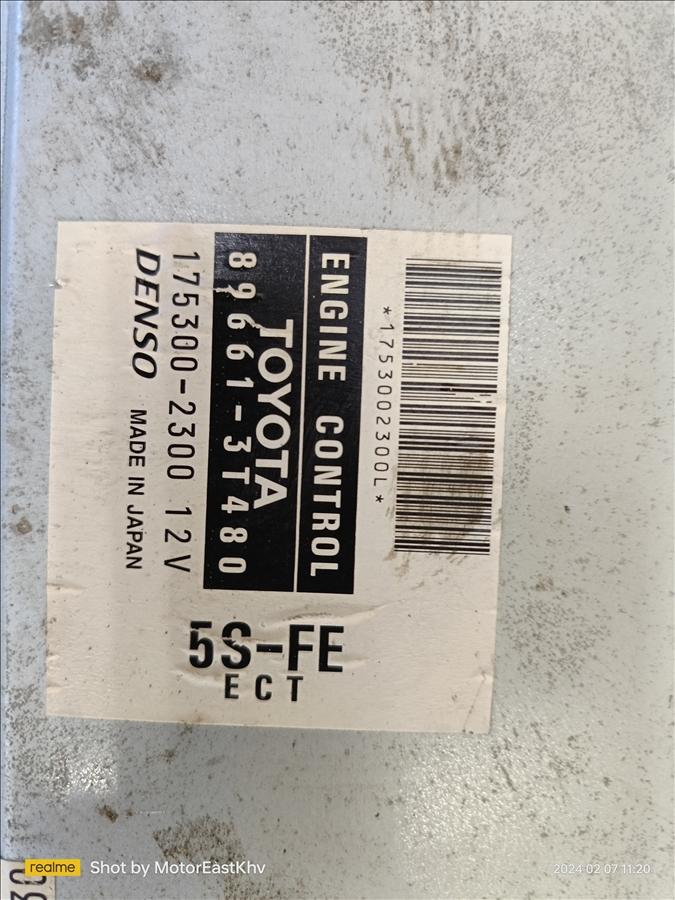 *1753002300L*
ENGINE CONTROL
TOYOTA
89661-3T480
175300-2300 12V
DENSO MADE IN JAPAN
5S-FE
ECT
realme Shot by MotorEastKhv
2024-02-07 11:20